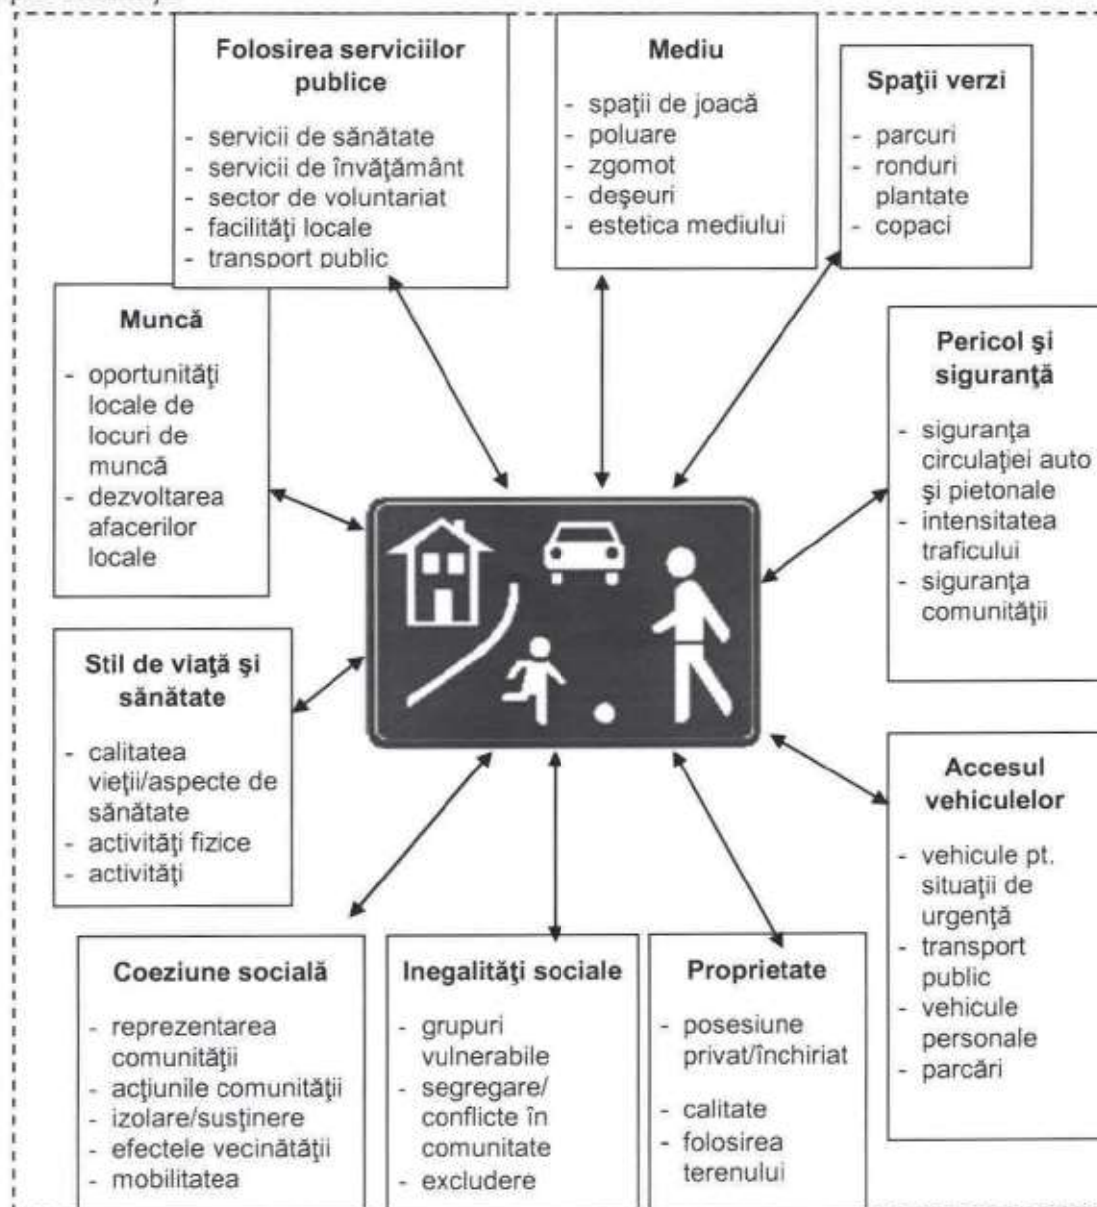 Folosirea serviciilor
publice
- servicii de sănătate
- servicii de învăţământ
- sector de voluntariat
- facilităţi locale
- transport public
Mediu
- spaţii de joacă
- poluare
- zgomot
- deşeuri
- estetica mediului
Spaţii verzi
- parcuri
- ronduri
plantate
- copaci
Muncă
- oportunităţi
locale de
locuri de
muncă
- dezvoltarea
afacerilor
locale
Pericol şi
siguranţă
- siguranţa
circulaţiei auto
şi pietonale
- intensitatea
traficului
- siguranţa
comunităţii
Stil de viaţă şi
sănătate
- calitatea
vieţii/aspecte de
sănătate
- activităţi fizice
- activităţi
Accesul
vehiculelor
- vehicule pt.
situaţii de
urgenţă
- transport
public
- vehicule
personale
- parcări
Coeziune socială
- reprezentarea
comunităţii
- acţiunile comunităţii
- izolare/susţinere
- efectele vecinătăţii
- mobilitatea
Inegalităţi sociale
- grupuri
vulnerabile
- segregare/
conflicte în
comunitate
- excludere
Proprietate
- posesiune
privat/închiriat
- calitate
- folosirea
terenului